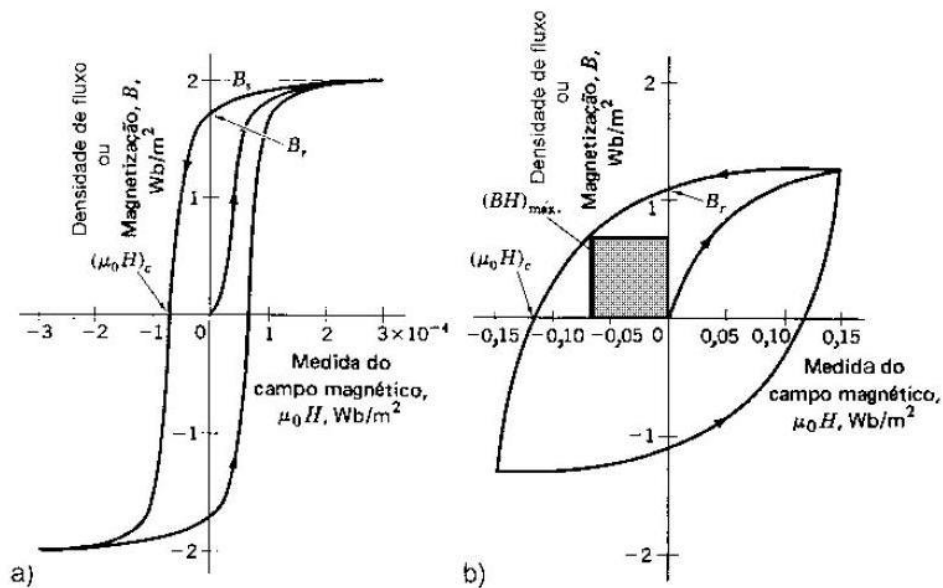 Densidade de fluxo
ou
Magnetização, B,
Wb/m²
2
B_s
B_r
1
(μ₀H)_c
-3
-2
-1
0
1
2
3×10⁻⁴
Medida do
campo magnético,
μ₀H, Wb/m²
-1
-2
a)
Densidade de fluxo
ou
Magnetização, B,
Wb/m²
2
(BH)_máx.
1
B_r
(μ₀H)_c
-0,15
-0,10
-0,05
0
0,05
0,10
0,15
Medida do
campo magnético,
μ₀H, Wb/m²
-1
-2
b)